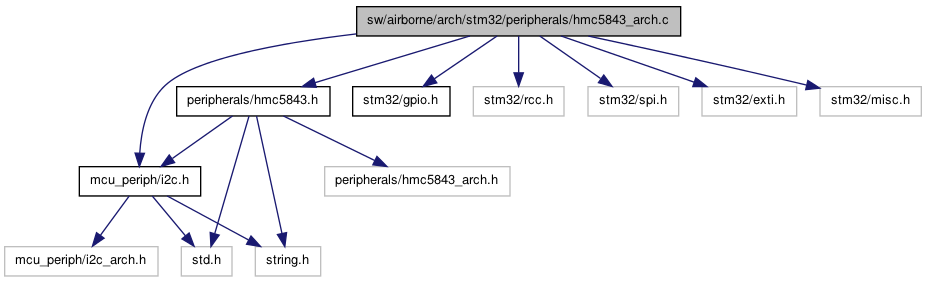 sw/airborne/arch/stm32/peripherals/hmc5843_arch.c
peripherals/hmc5843.h
stm32/gpio.h
stm32/rcc.h
stm32/spi.h
stm32/exti.h
stm32/misc.h
mcu_periph/i2c.h
peripherals/hmc5843_arch.h
mcu_periph/i2c_arch.h
std.h
string.h